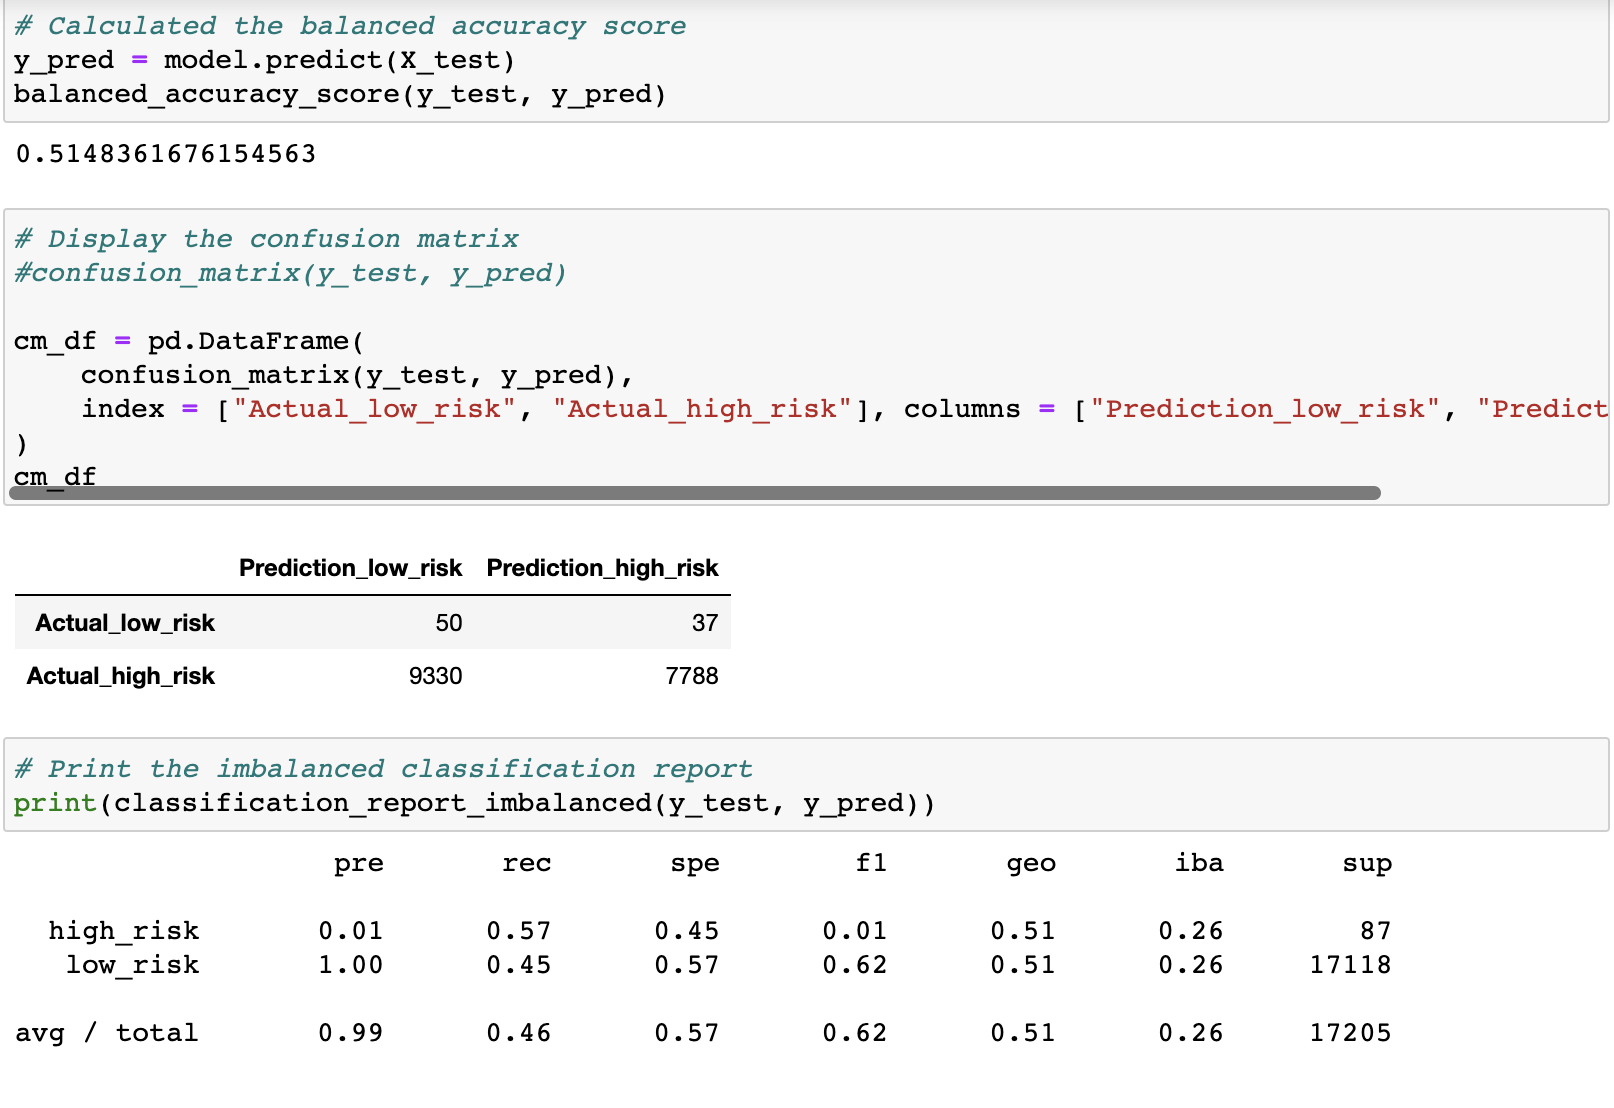 # Calculated the balanced accuracy score
y_pred = model.predict(X_test)
balanced_accuracy_score(y_test, y_pred)
0.5148361676154563
# Display the confusion matrix
#confusion_matrix(y_test, y_pred)
cm_df = pd.DataFrame(
    confusion_matrix(y_test, y_pred),
    index = ["Actual_low_risk", "Actual_high_risk"], columns = ["Prediction_low_risk", "Predict
)
cm_df
Prediction_low_risk Prediction_high_risk
Actual_low_risk 50 37
Actual_high_risk 9330 7788
# Print the imbalanced classification report
print(classification_report_imbalanced(y_test, y_pred))
pre rec spe f1 geo iba sup
high_risk 0.01 0.57 0.45 0.01 0.51 0.26 87
low_risk 1.00 0.45 0.57 0.62 0.51 0.26 17118
avg / total 0.99 0.46 0.57 0.62 0.51 0.26 17205